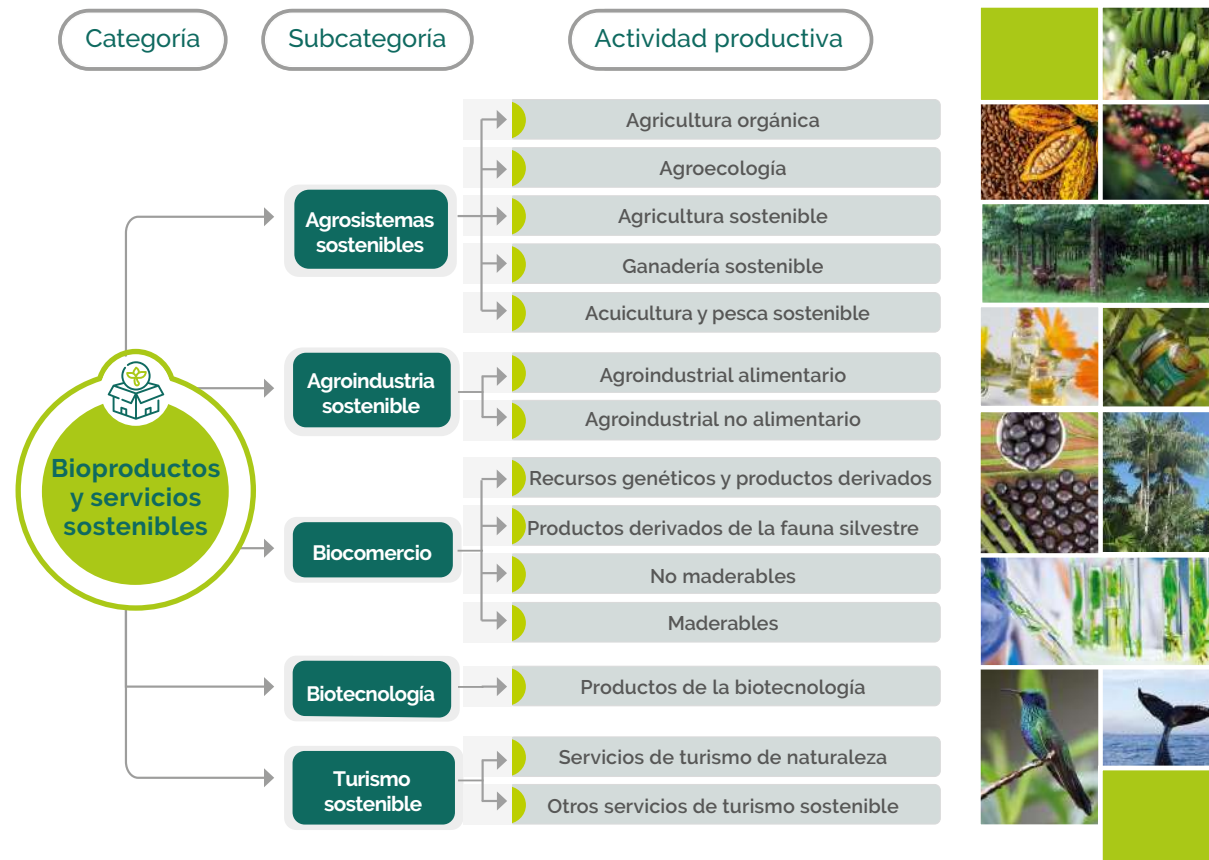 Categoría
Subcategoría
Actividad productiva
Bioproductos
y servicios
sostenibles
Agrosistemas
sostenibles
Agricultura orgánica
Agroecología
Agricultura sostenible
Ganadería sostenible
Acuicultura y pesca sostenible
Agroindustria
sostenible
Agroindustrial alimentario
Agroindustrial no alimentario
Biocomercio
Recursos genéticos y productos derivados
Productos derivados de la fauna silvestre
No maderables
Maderables
Biotecnología
Productos de la biotecnología
Turismo
sostenible
Servicios de turismo de naturaleza
Otros servicios de turismo sostenible